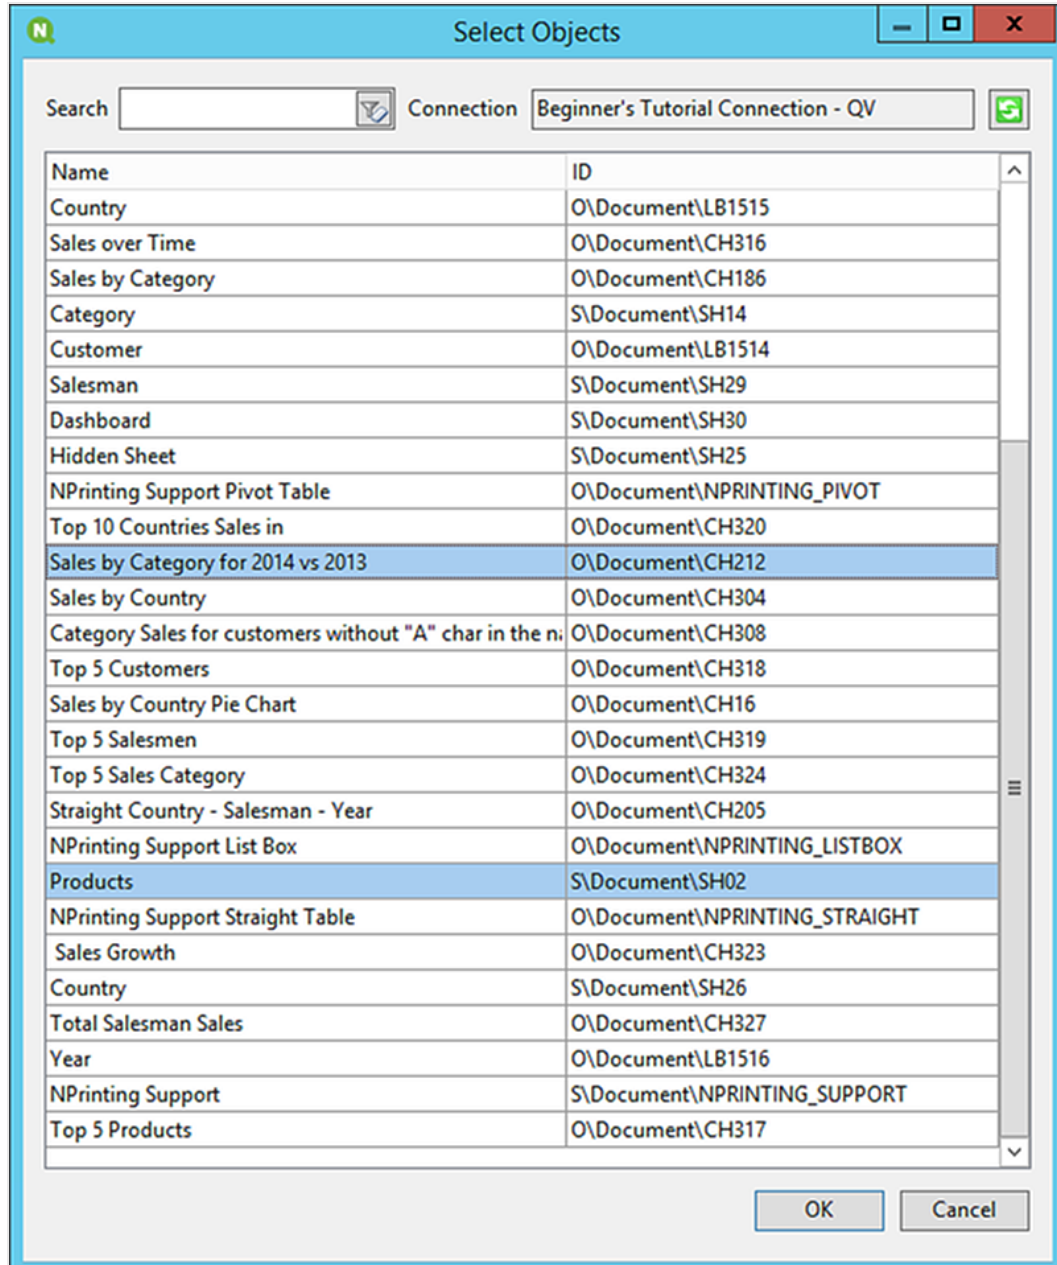 N
Select Objects
Search Connection Beginner's Tutorial Connection - QV
Name ID
Country O\Document\LB1515
Sales over Time O\Document\CH316
Sales by Category O\Document\CH186
Category S\Document\SH14
Customer O\Document\LB1514
Salesman S\Document\SH29
Dashboard S\Document\SH30
Hidden Sheet S\Document\SH25
NPrinting Support Pivot Table O\Document\NPRINTING_PIVOT
Top 10 Countries Sales in O\Document\CH320
Sales by Category for 2014 vs 2013 O\Document\CH212
Sales by Country O\Document\CH304
Category Sales for customers without "A" char in the O\Document\CH308
Top 5 Customers O\Document\CH318
Sales by Country Pie Chart O\Document\CH16
Top 5 Salesmen O\Document\CH319
Top 5 Sales Category O\Document\CH324
Straight Country - Salesman - Year O\Document\CH205
NPrinting Support List Box O\Document\NPRINTING_LISTBOX
Products S\Document\SH02
NPrinting Support Straight Table O\Document\NPRINTING_STRAIGHT
Sales Growth O\Document\CH323
Country S\Document\SH26
Total Salesman Sales O\Document\CH327
Year O\Document\LB1516
NPrinting Support S\Document\NPRINTING_SUPPORT
Top 5 Products O\Document\CH317
OK Cancel